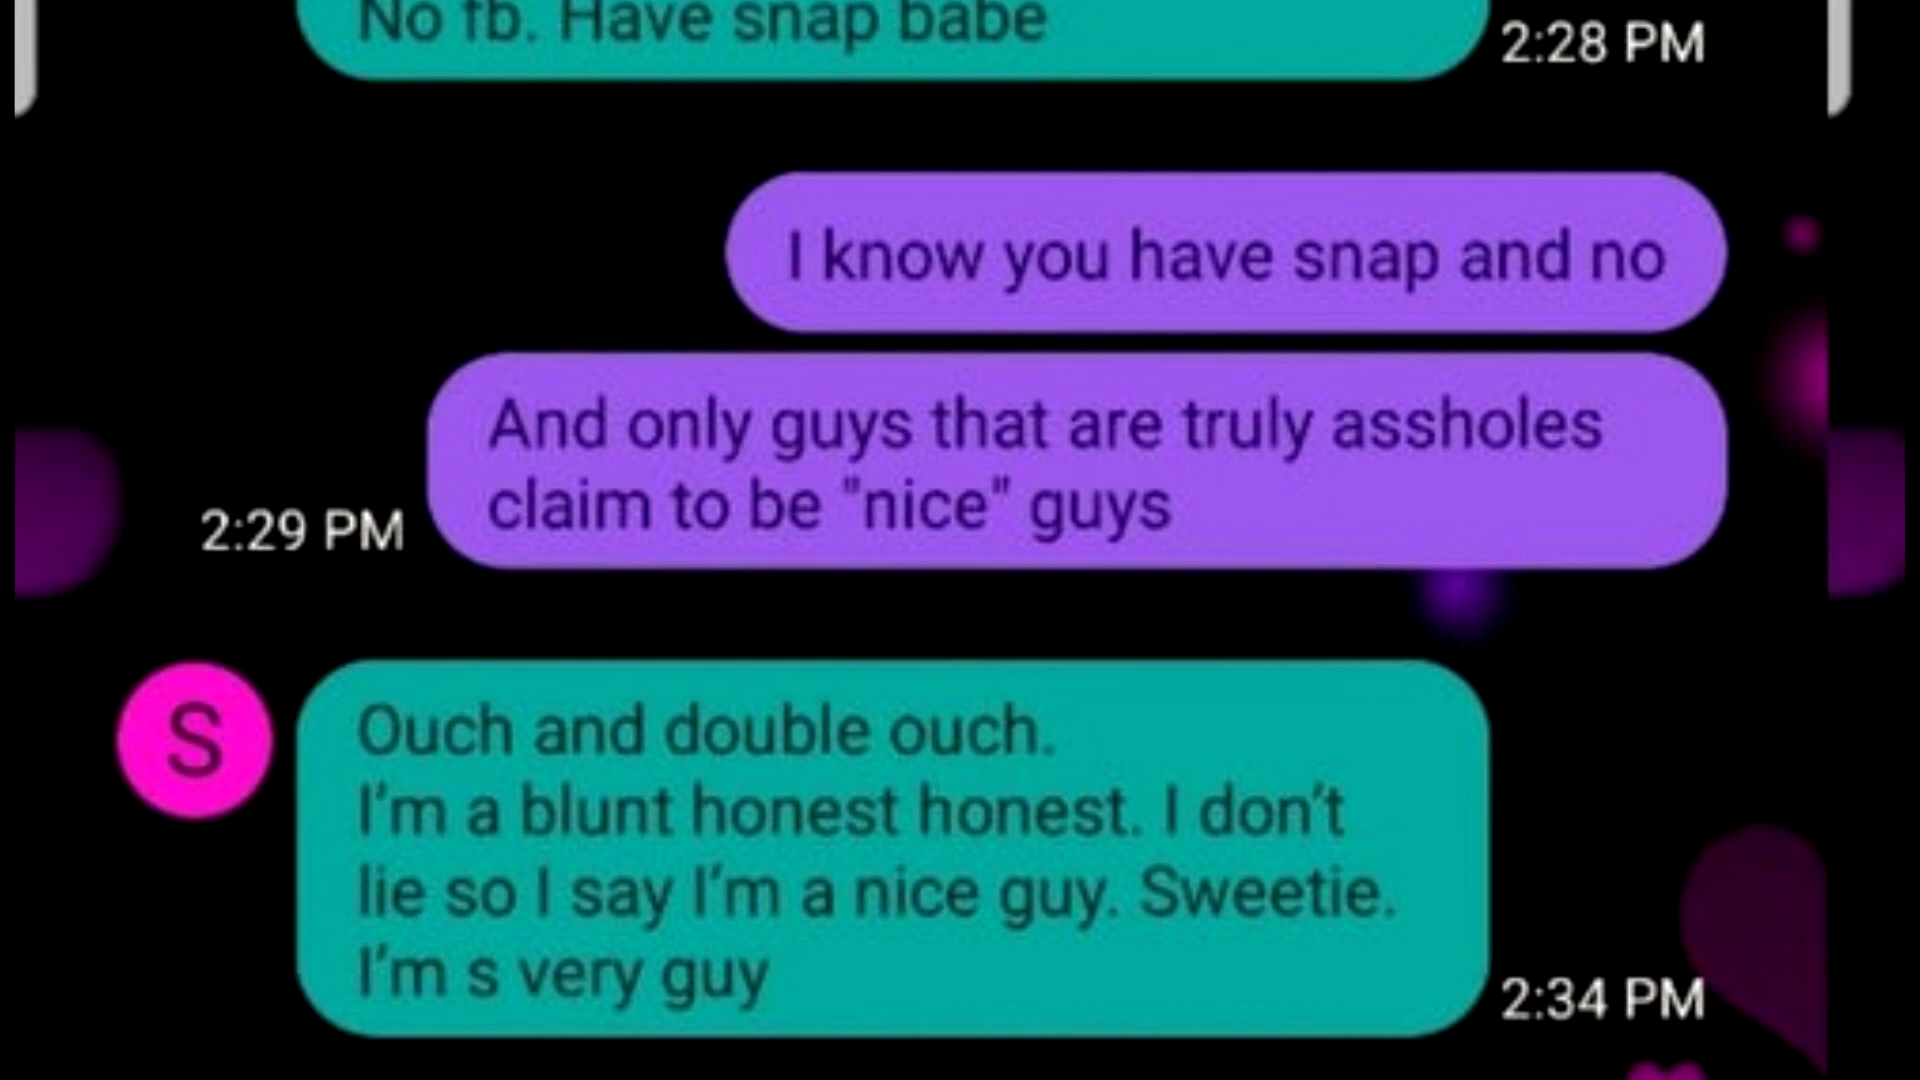 No fb. Have snap babe
2:28 PM
I know you have snap and no
And only guys that are truly assholes
claim to be "nice" guys
2:29 PM
S
Ouch and double ouch.
I'm a blunt honest honest. I don't
lie so I say I'm a nice guy. Sweetie.
I'm s very guy
2:34 PM